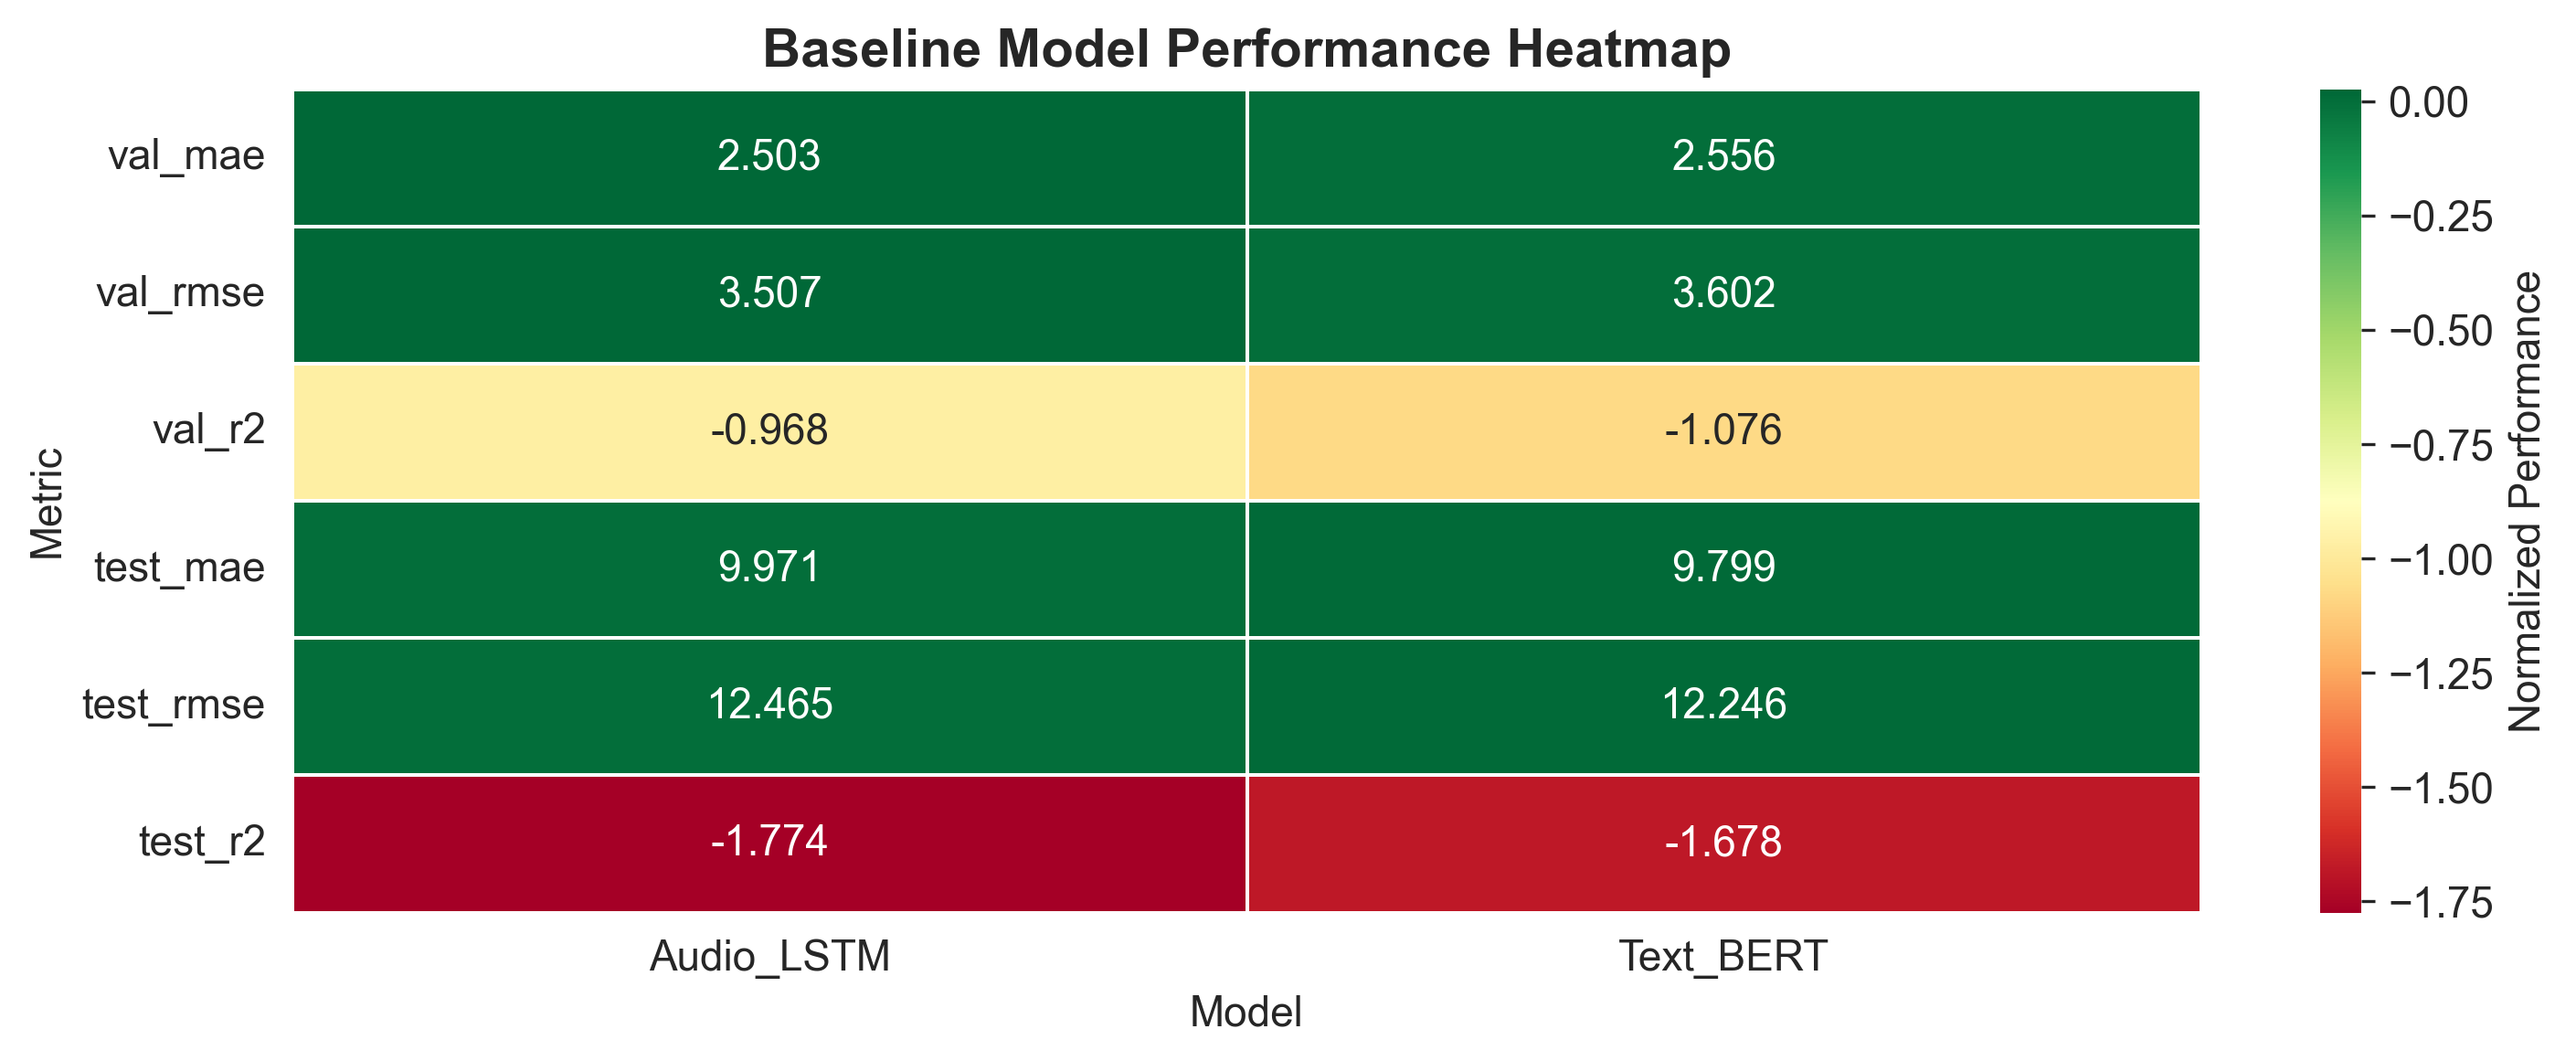 Baseline Model Performance Heatmap
Metric
val_mae 2.503 2.556
val_rmse 3.507 3.602
val_r2 -0.968 -1.076
test_mae 9.971 9.799
test_rmse 12.465 12.246
test_r2 -1.774 -1.678
Audio_LSTM Text_BERT
Model
0.00
−0.25
−0.50
−0.75
−1.00
−1.25
−1.50
−1.75
Normalized Performance